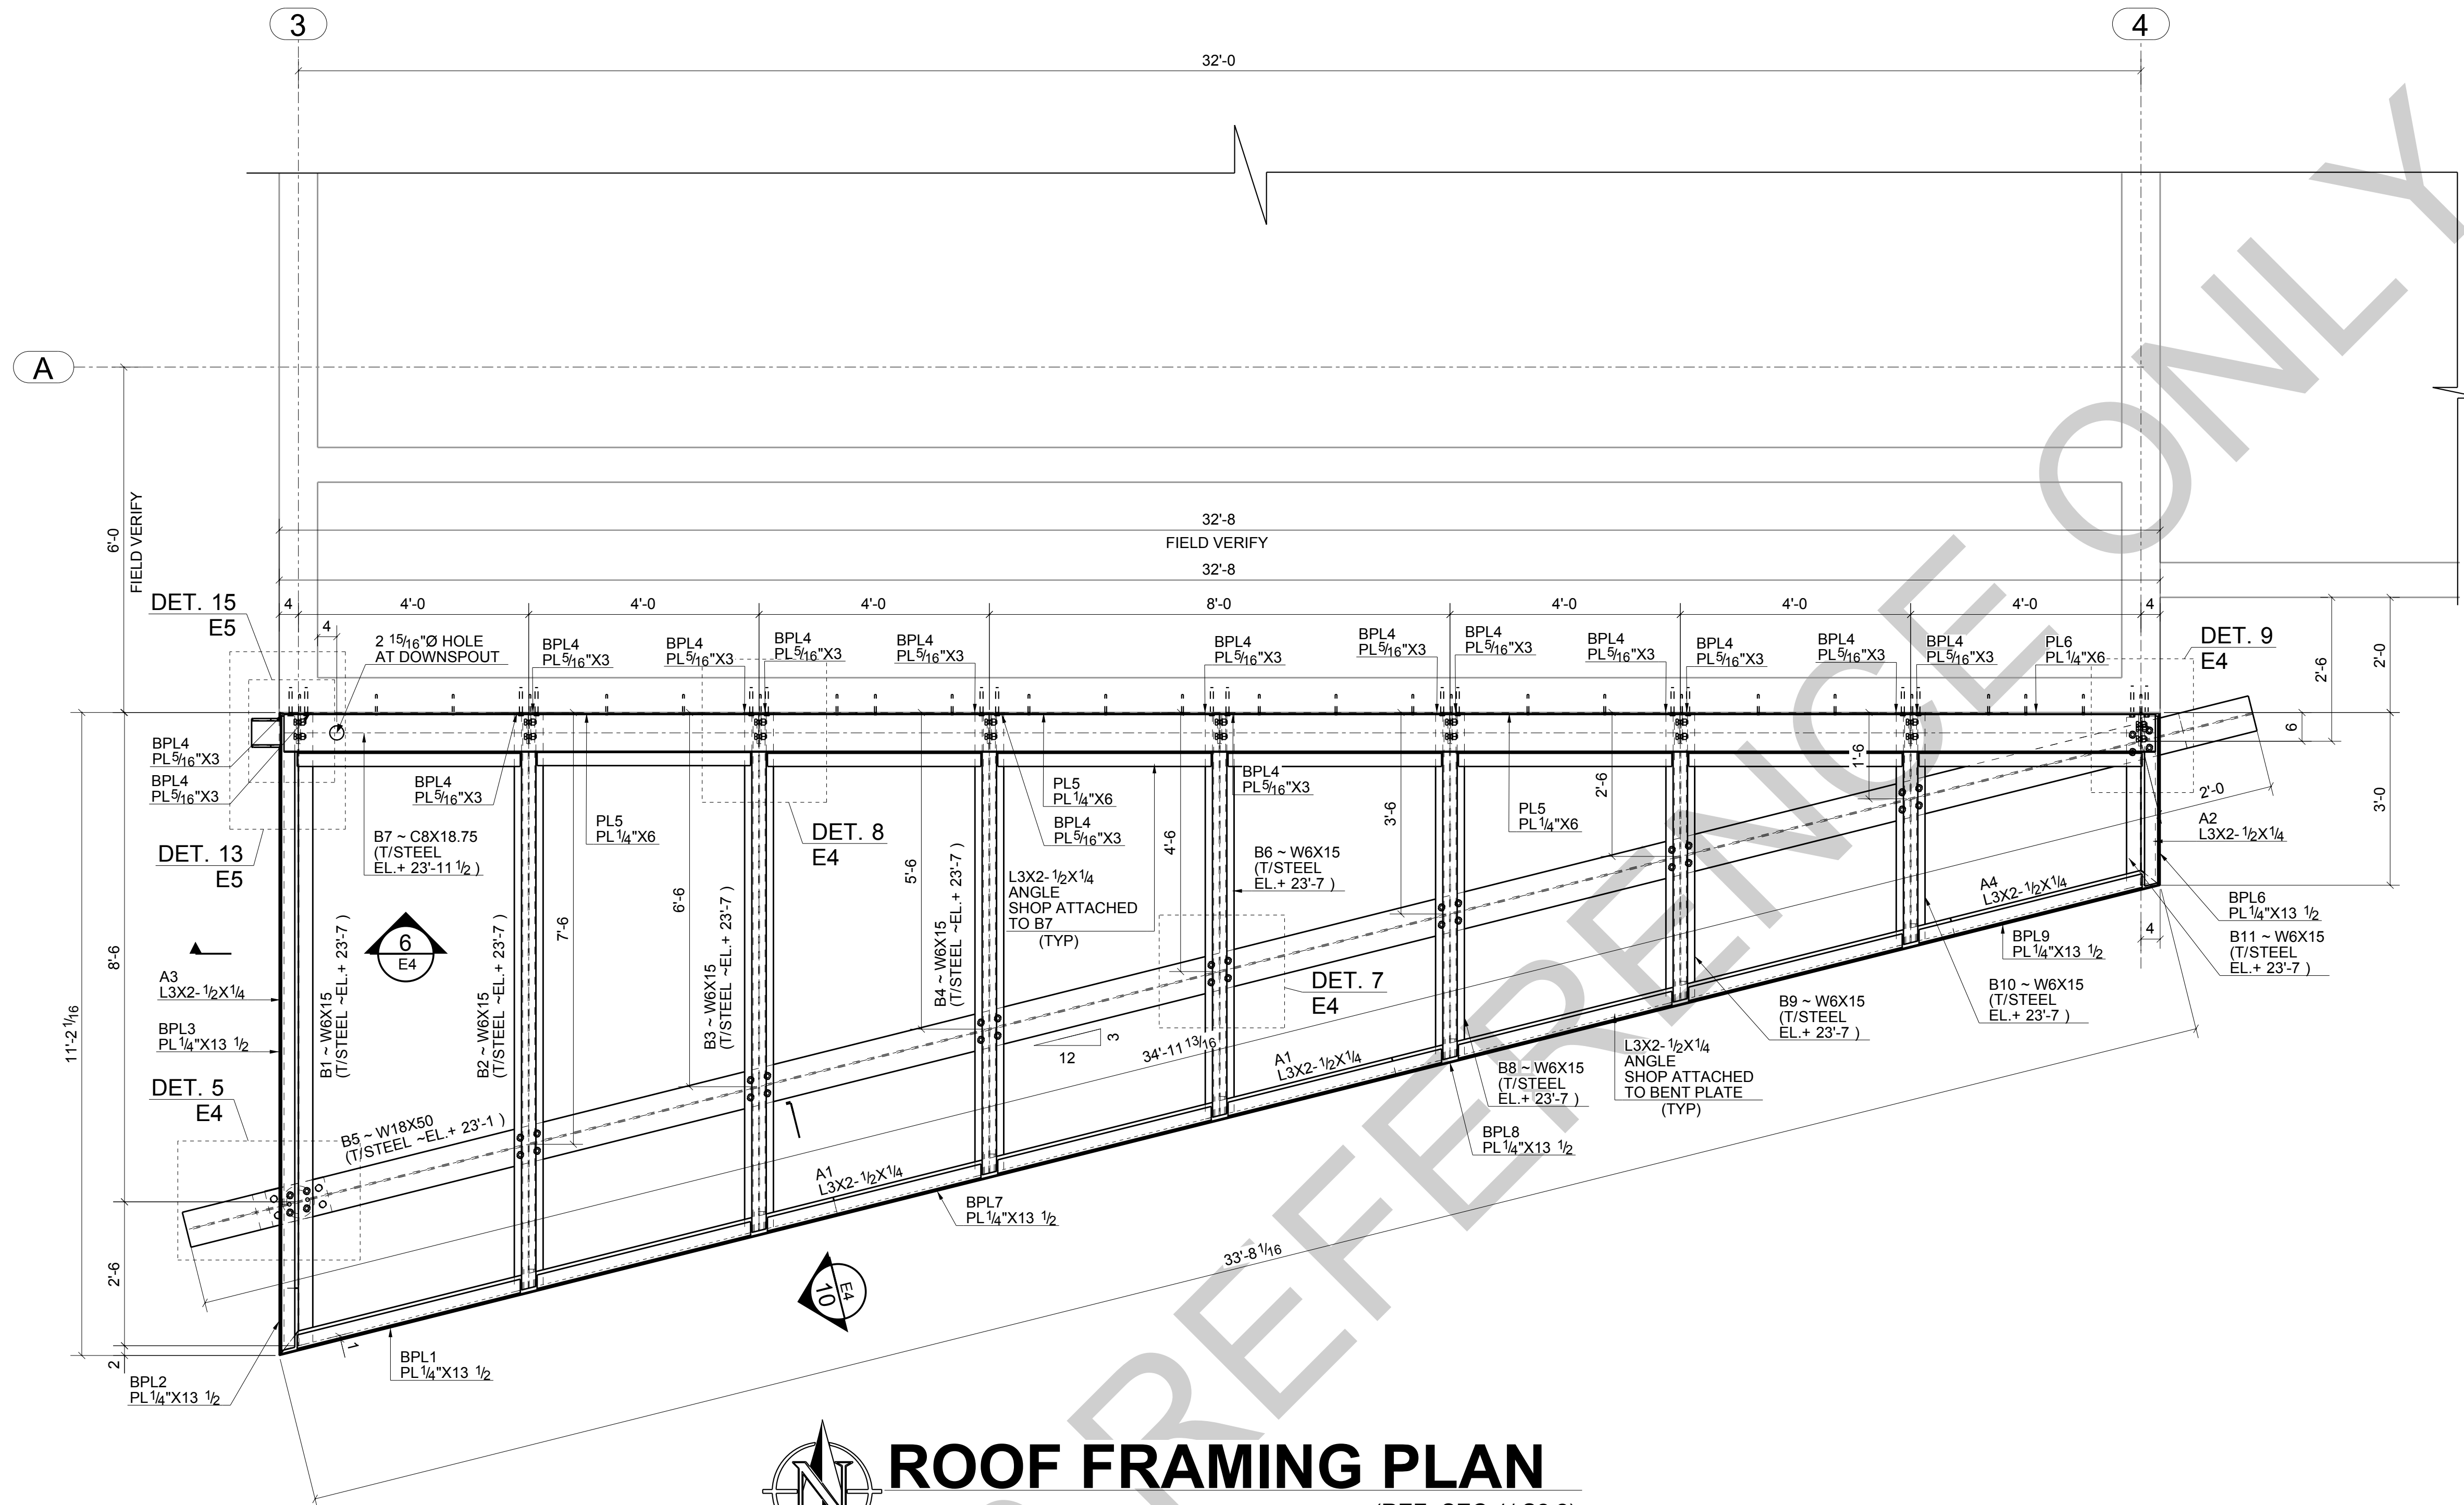 3
4
32'-0
A
6'-0
FIELD VERIFY
32'-8
FIELD VERIFY
32'-8
4
4'-0
4'-0
4'-0
8'-0
4'-0
4'-0
4'-0
4
DET. 15
E5
4
2 15/16"Ø HOLE
AT DOWNSPOUT
BPL4
PL5/16"X3
BPL4
PL5/16"X3
BPL4
PL5/16"X3
BPL4
PL5/16"X3
BPL4
PL5/16"X3
BPL4
PL5/16"X3
BPL4
PL5/16"X3
BPL4
PL5/16"X3
BPL4
PL5/16"X3
BPL4
PL5/16"X3
BPL4
PL5/16"X3
PL6
PL1/4"X6
DET. 9
E4
2'-6
2'-0
6
3'-0
BPL4
PL5/16"X3
BPL4
PL5/16"X3
DET. 13
E5
B7 ~ C8X18.75
(T/STEEL
EL.+ 23'-11 1/2 )
BPL4
PL5/16"X3
PL5
PL1/4"X6
DET. 8
E4
PL5
PL1/4"X6
BPL4
PL5/16"X3
BPL4
PL5/16"X3
PL5
PL1/4"X6
L3X2-1/2X1/4
ANGLE
SHOP ATTACHED
TO B7
(TYP)
B6 ~ W6X15
(T/STEEL
EL.+ 23'-7 )
7'-6
6'-6
5'-6
4'-6
3'-6
2'-6
1'-6
2'-0
A2
L3X2-1/2X1/4
BPL6
PL1/4"X13 1/2
B11 ~ W6X15
(T/STEEL
EL.+ 23'-7 )
4
A4
L3X2-1/2X1/4
BPL9
PL1/4"X13 1/2
B10 ~ W6X15
(T/STEEL
EL.+ 23'-7 )
B9 ~ W6X15
(T/STEEL
EL.+ 23'-7 )
L3X2-1/2X1/4
ANGLE
SHOP ATTACHED
TO BENT PLATE
(TYP)
B8 ~ W6X15
(T/STEEL
EL.+ 23'-7 )
BPL8
PL1/4"X13 1/2
DET. 7
E4
B1 ~ W6X15
(T/STEEL ~EL.+ 23'-7 )
6
E4
B2 ~ W6X15
(T/STEEL ~EL.+ 23'-7 )
B3 ~ W6X15
(T/STEEL ~EL.+ 23'-7 )
B4 ~ W6X15
(T/STEEL ~EL.+ 23'-7 )
8'-6
11'-2 1/16
2'-6
2
A3
L3X2-1/2X1/4
BPL3
PL1/4"X13 1/2
DET. 5
E4
B5 ~ W18X50
(T/STEEL ~EL.+ 23'-1 )
12
3
34'-11 13/16
A1
L3X2-1/2X1/4
A1
L3X2-1/2X1/4
BPL7
PL1/4"X13 1/2
33'-8 1/16
10
E4
1
BPL1
PL1/4"X13 1/2
BPL2
PL1/4"X13 1/2
N
ROOF FRAMING PLAN
REFERENCE ONLY